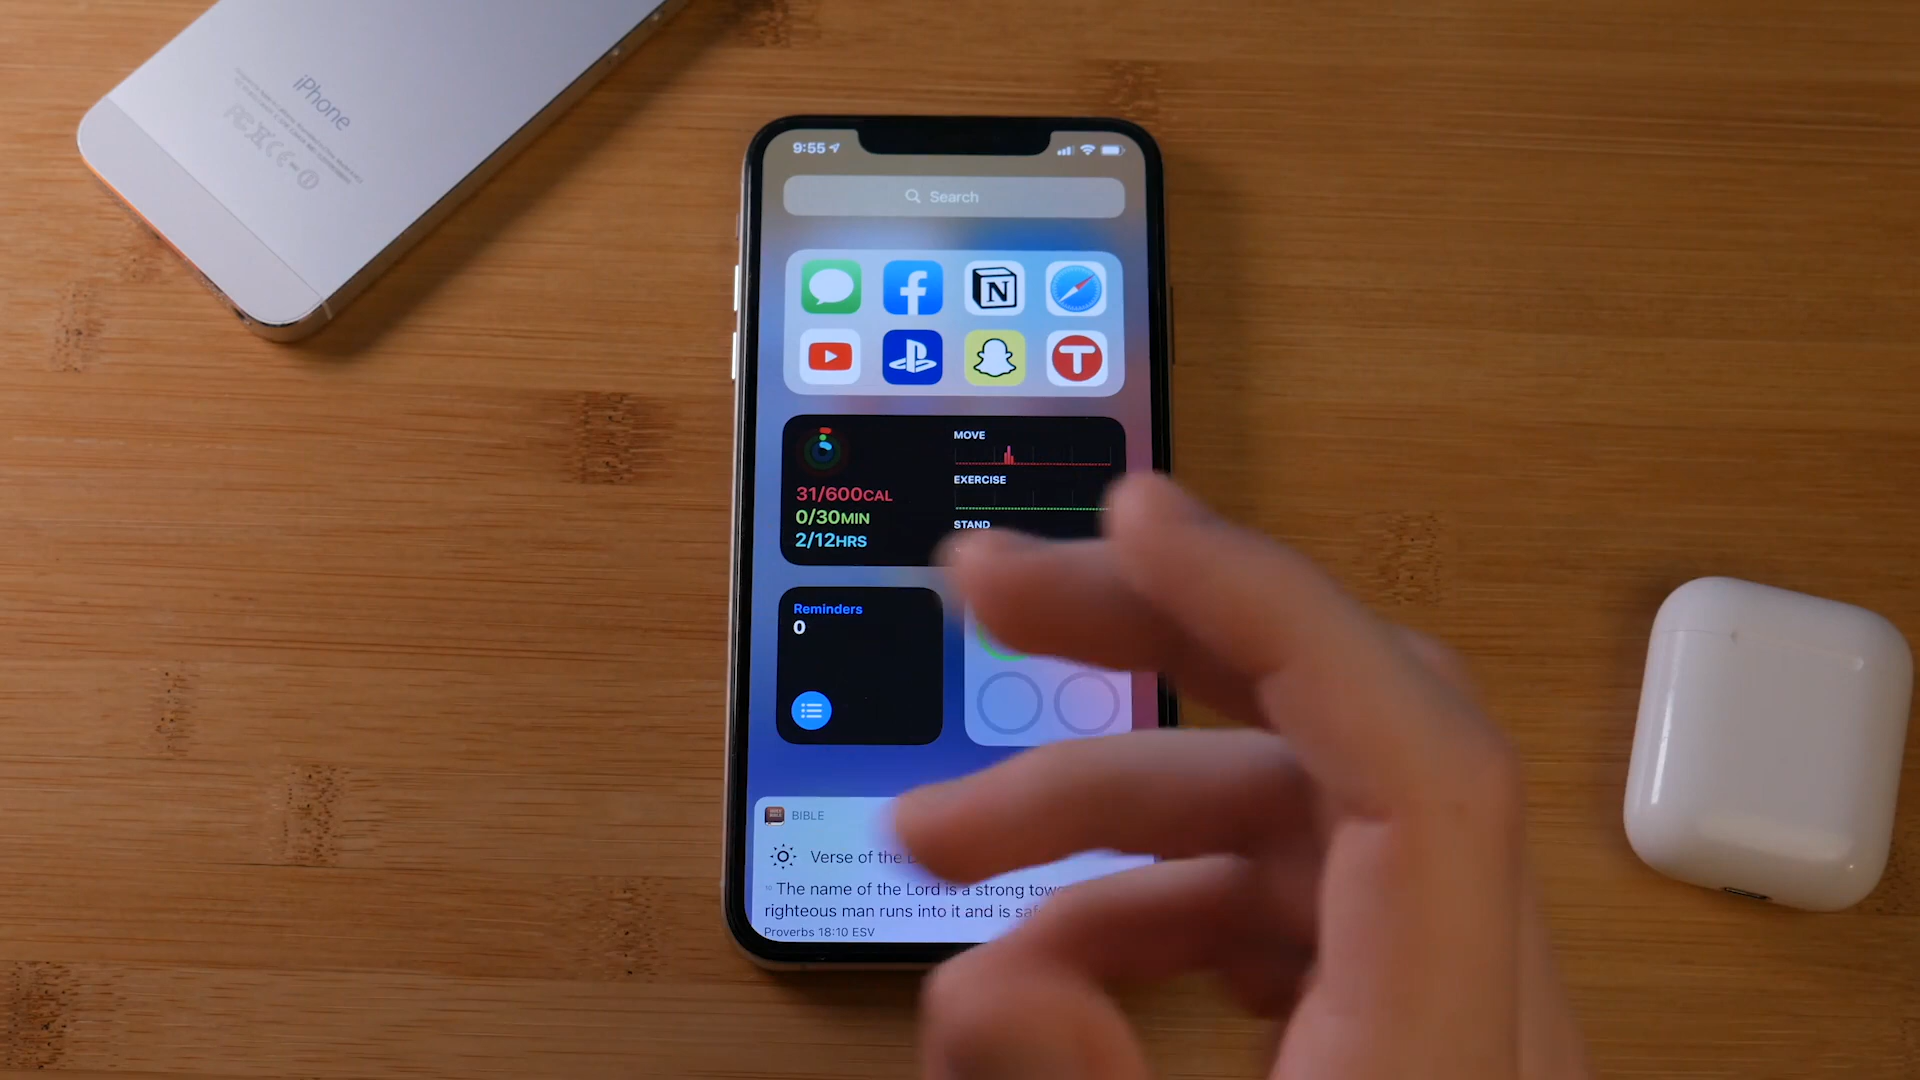 iPhone
9:55
Search
N
T
31/600CAL
0/30MIN
2/12HRS
MOVE
EXERCISE
STAND
Reminders
0
BIBLE
Verse of the
The name of the Lord is a strong
righteous man runs into it and is
Proverbs 18:10 ESV